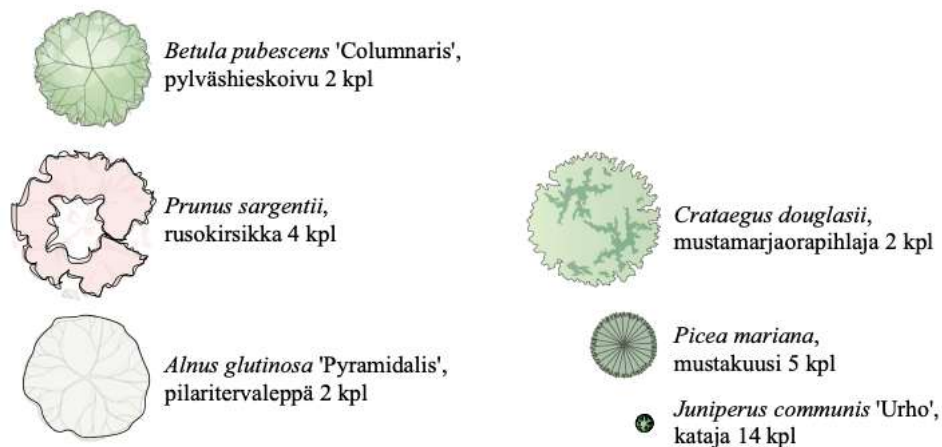 Betula pubescens 'Columnaris',
pylväshieskoivu 2 kpl
Prunus sargentii,
rusokirsikka 4 kpl
Alnus glutinosa 'Pyramidalis',
pilaritervaleppä 2 kpl
Crataegus douglasii,
mustamarjaorapihlaja 2 kpl
Picea mariana,
mustakuusi 5 kpl
Juniperus communis 'Urho',
kataja 14 kpl